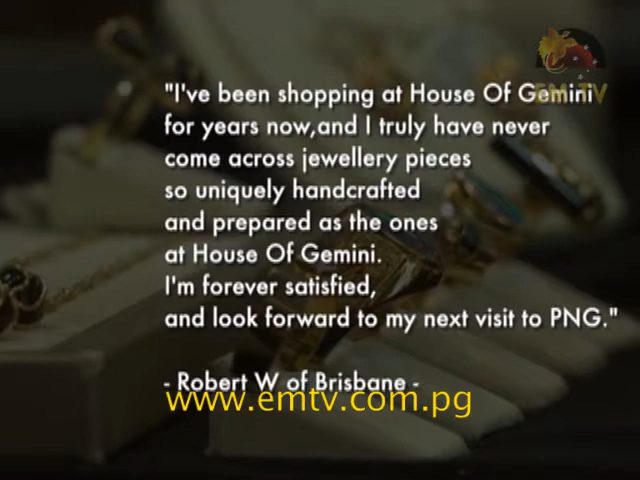 EM TV
"I've been shopping at House Of Gemini
for years now,and I truly have never
come across jewellery pieces
so uniquely handcrafted
and prepared as the ones
at House Of Gemini.
I'm forever satisfied,
and look forward to my next visit to PNG."
- Robert W of Brisbane -
www.emtv.com.pg